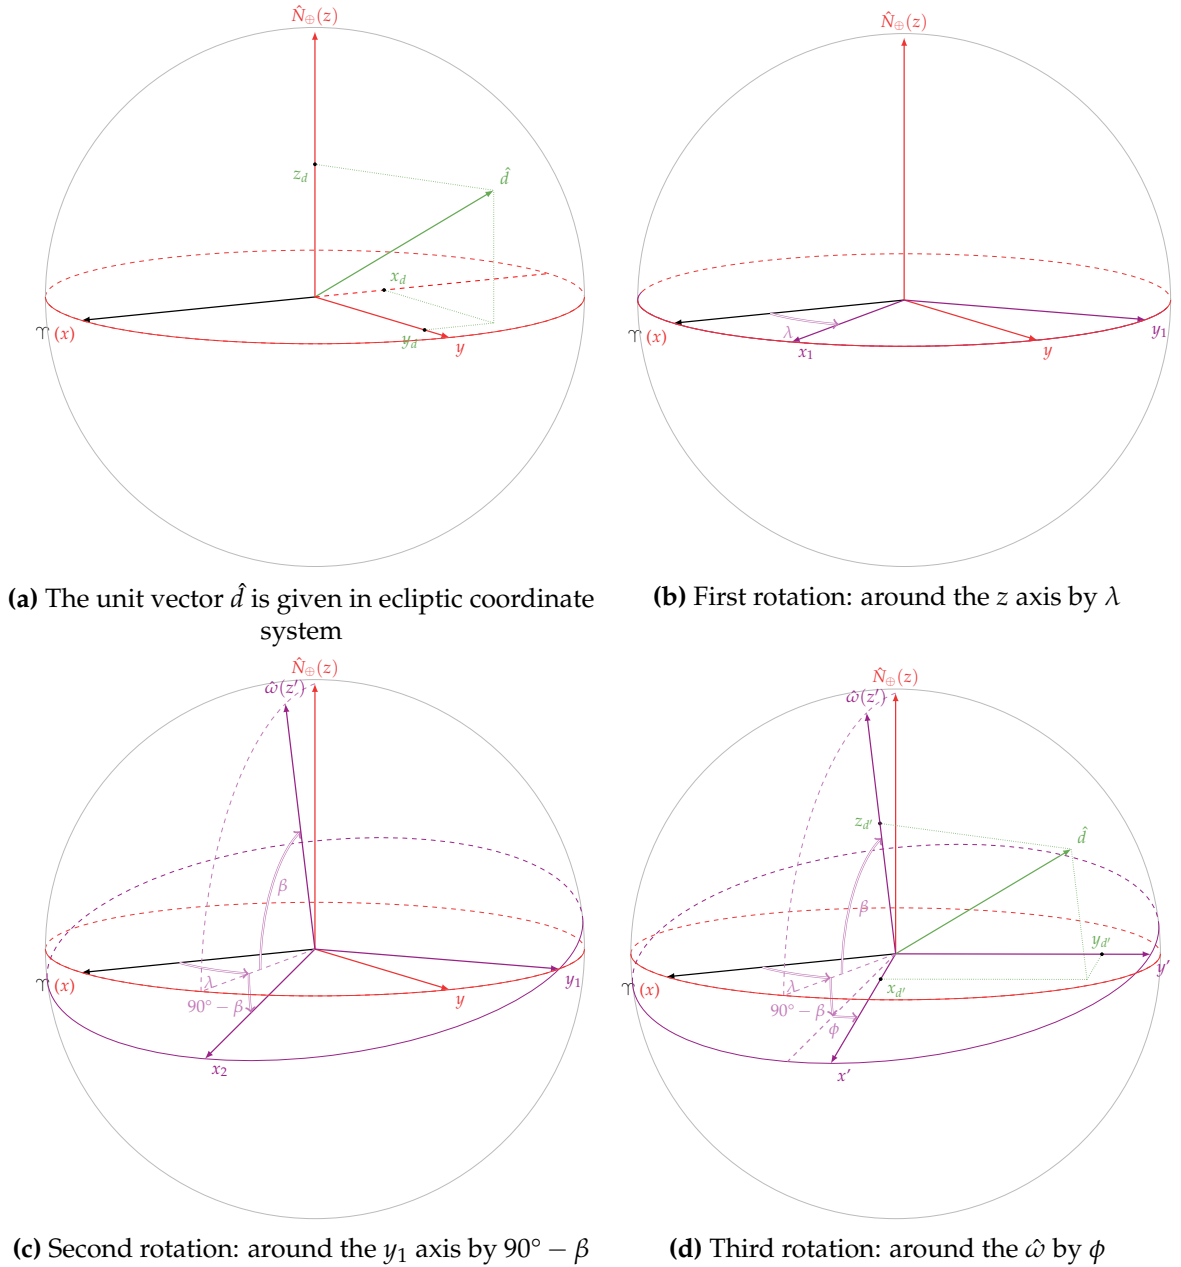 N̂⊕(z)
z_d
d̂
x_d
♈ (x)
y_d
y
(a) The unit vector d̂ is given in ecliptic coordinate
system
N̂⊕(z)
♈ (x)
λ
x₁
y
y₁
(b) First rotation: around the z axis by λ
N̂⊕(z)
ω̂(z′)
β
♈ (x)
λ
90° − β
y
y₁
x₂
(c) Second rotation: around the y₁ axis by 90° − β
N̂⊕(z)
ω̂(z′)
z_d′
d̂
β
y_d′
y′
♈ (x)
λ
x_d′
90° − β
ϕ
x′
(d) Third rotation: around the ω̂ by ϕ